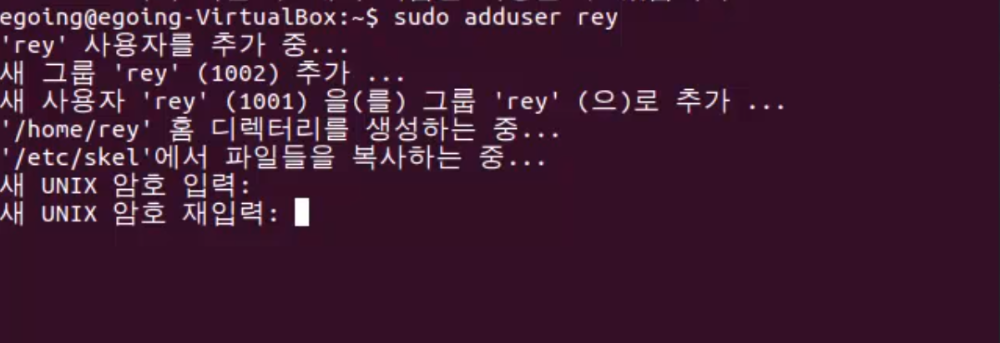 egoing@egoing-VirtualBox:~$ sudo adduser rey
'rey' 사용자를 추가 중...
새 그룹 'rey' (1002) 추가 ...
새 사용자 'rey' (1001) 을(를) 그룹 'rey' (으)로 추가 ...
'/home/rey' 홈 디렉터리를 생성하는 중...
'/etc/skel'에서 파일들을 복사하는 중...
새 UNIX 암호 입력:
새 UNIX 암호 재입력: